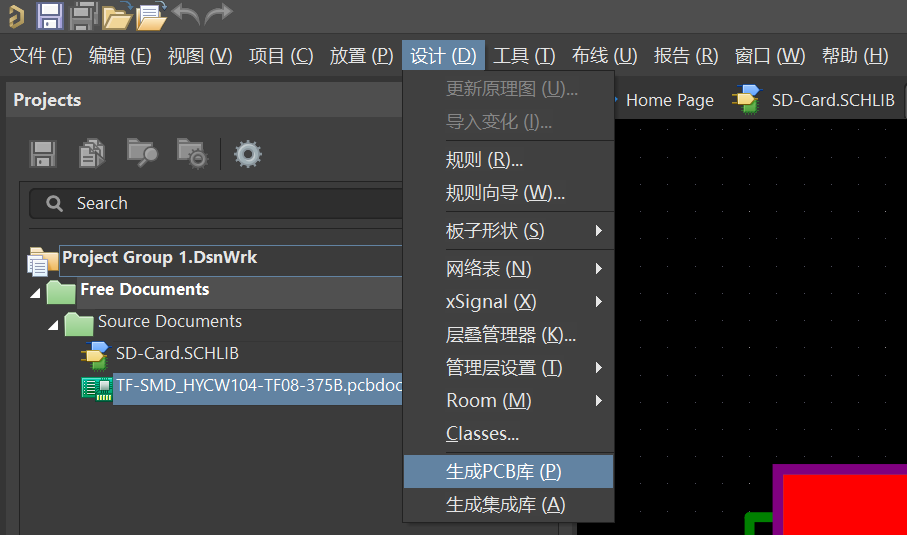 文件 (F) 编辑 (E) 视图 (V) 项目 (C) 放置 (P) 设计 (D) 工具 (T) 布线 (U) 报告 (R) 窗口 (W) 帮助 (H)
Projects
Search
Project Group 1.DsnWrk
Free Documents
Source Documents
SD-Card.SCHLIB
TF-SMD_HYCW104-TF08-375B.pcbdoc
更新原理图 (U)...
导入变化 (I)...
规则 (R)...
规则向导 (W)...
板子形状 (S)
网络表 (N)
xSignal (X)
层叠管理器 (K)...
管理层设置 (T)
Room (M)
Classes...
生成PCB库 (P)
生成集成库 (A)
Home Page
SD-Card.SCHLIB